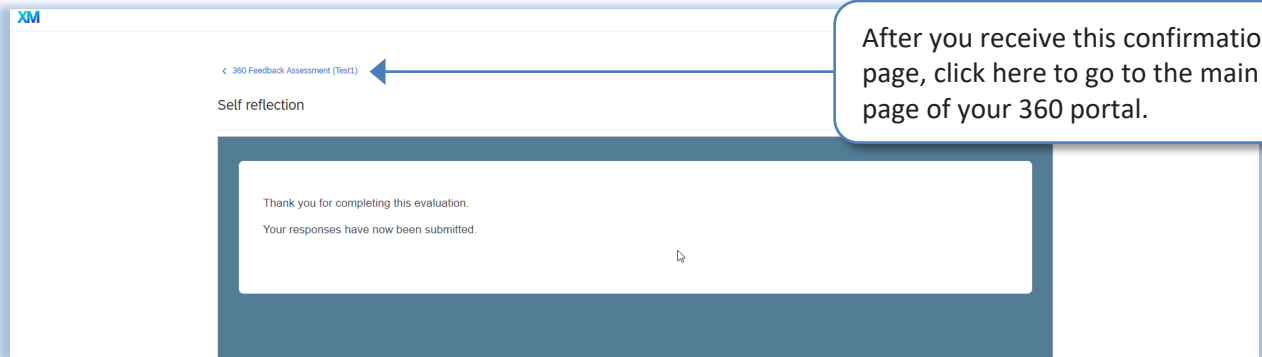 XM
After you receive this confirmatio
page, click here to go to the main
page of your 360 portal.
< 360 Feedback Assessment (Test1)
Self reflection
Thank you for completing this evaluation.
Your responses have now been submitted.